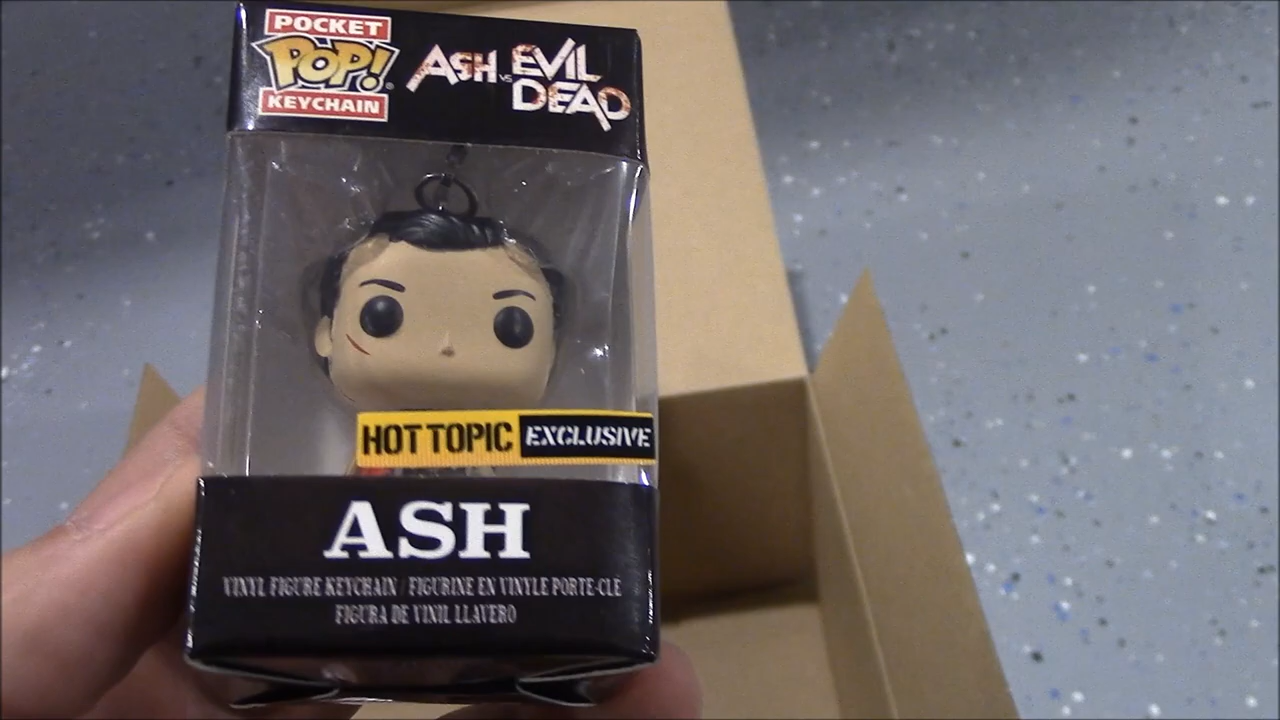 POCKET
POP!
KEYCHAIN
ASH VS EVIL
DEAD
HOT TOPIC EXCLUSIVE
ASH
VINYL FIGURE KEYCHAIN / FIGURINE EN VINYLE PORTE-CLÉ
FIGURA DE VINIL LLAVERO